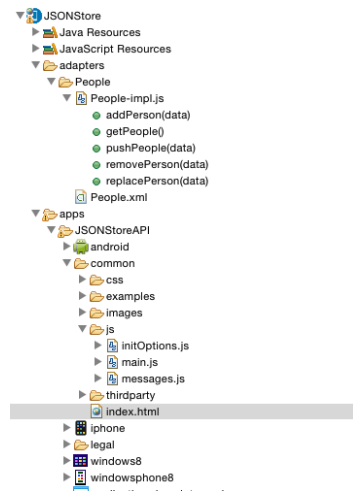 JSONStore
Java Resources
JavaScript Resources
adapters
People
People-impl.js
addPerson(data)
getPeople()
pushPeople(data)
removePerson(data)
replacePerson(data)
People.xml
apps
JSONStoreAPI
android
common
css
examples
images
js
initOptions.js
main.js
messages.js
thirdparty
index.html
iphone
legal
windows8
windowsphone8